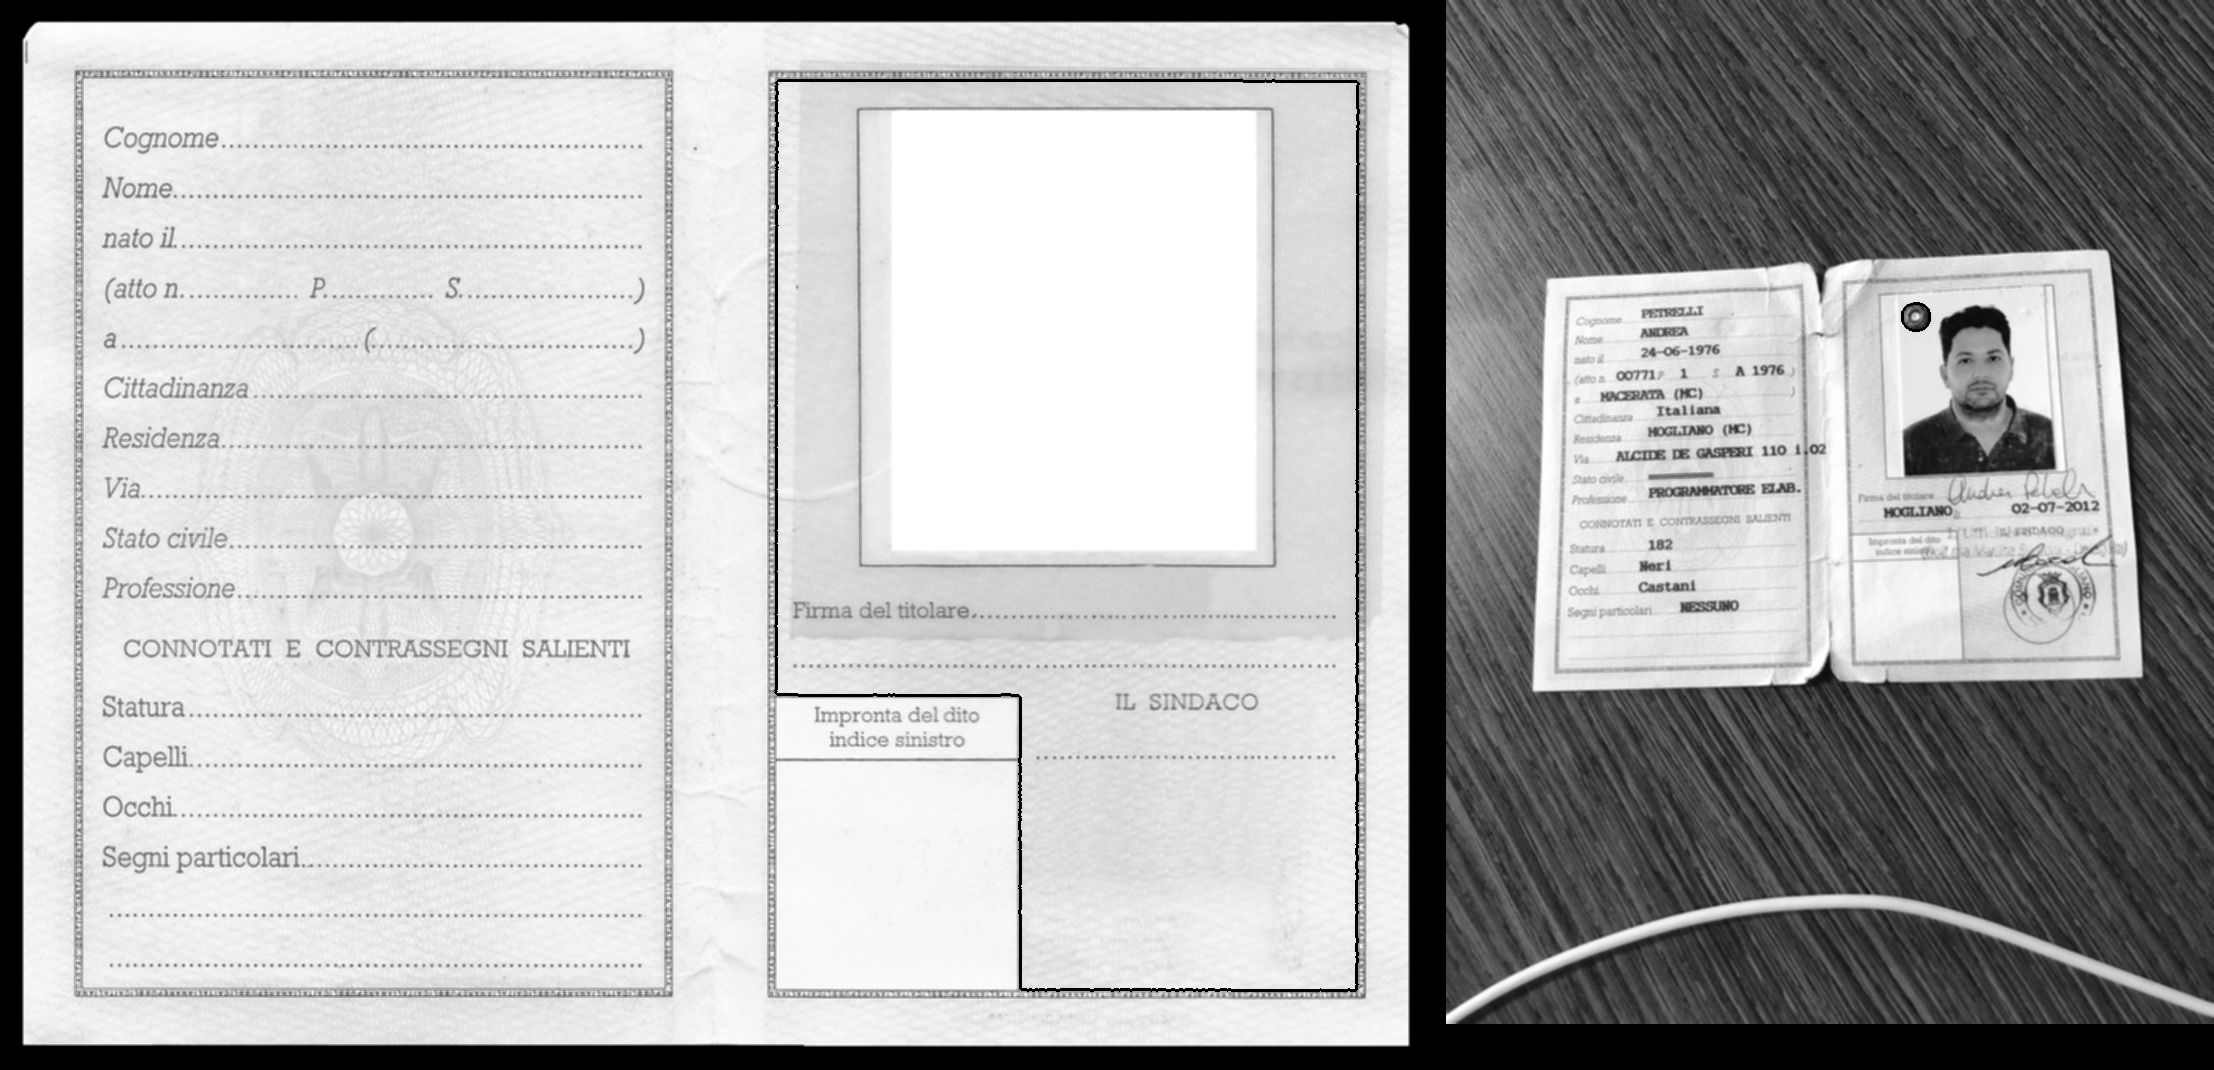 Cognome
Nome
nato il
(atto n. P. S. )
a ( )
Cittadinanza
Residenza
Via
Stato civile
Professione
CONNOTATI E CONTRASSEGNI SALIENTI
Statura
Capelli
Occhi
Segni particolari
Firma del titolare
IL SINDACO
Impronta del dito
indice sinistro
Cognome PETRELLI
Nome ANDREA
nato il 24-06-1976
(atto n. 00771 P. 1 S. A 1976 )
a MACERATA (MC) )
Cittadinanza Italiana
Residenza MOGLIANO (MC)
Via ALCIDE DE GASPERI 110 i.02
Stato civile
Professione PROGRAMMATORE ELAB.
CONNOTATI E CONTRASSEGNI SALIENTI
Statura 182
Capelli Neri
Occhi Castani
Segni particolari NESSUNO
Firma del titolare
MOGLIANO 02-07-2012
IL SINDACO
Impronta del dito
indice sinistro